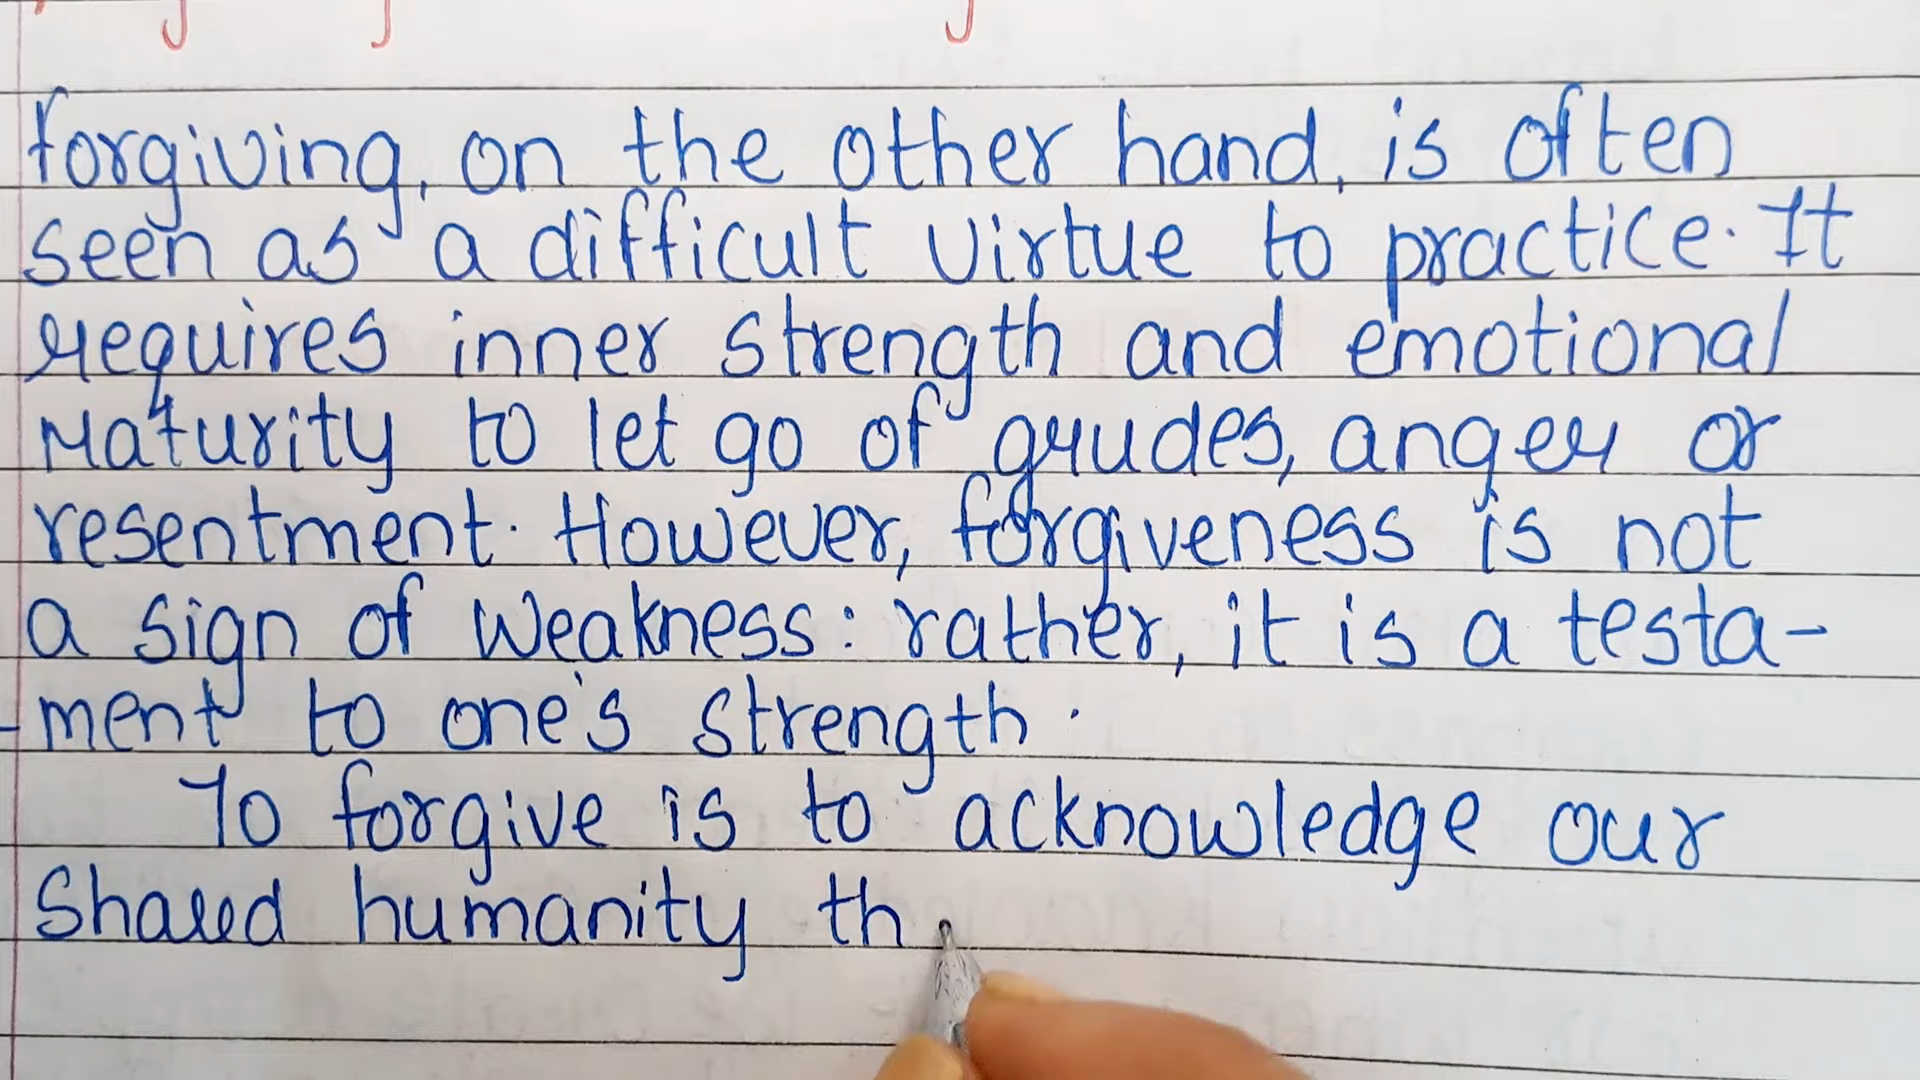 forgiving, on the other hand, is often
seen as a difficult virtue to practice. It
requires inner strength and emotional
Maturity to let go of grudes, anger or
resentment. However, forgiveness is not
a sign of weakness: rather, it is a testa-
-ment to one's strength.
To forgive is to acknowledge our
Shared humanity th